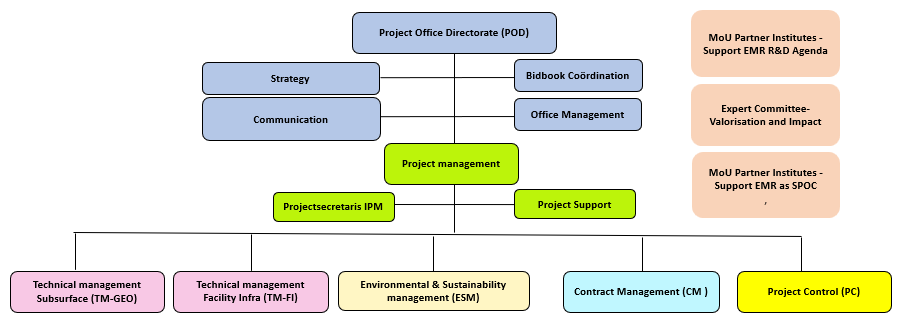 Project Office Directorate (POD)
Strategy
Bidbook Coördination
Communication
Office Management
Project management
Projectsecretaris IPM
Project Support
Technical management
Subsurface (TM-GEO)
Technical management
Facility Infra (TM-FI)
Environmental & Sustainability
management (ESM)
Contract Management (CM )
Project Control (PC)
MoU Partner Institutes -
Support EMR R&D Agenda
Expert Committee-
Valorisation and Impact
MoU Partner Institutes -
Support EMR as SPOC
,